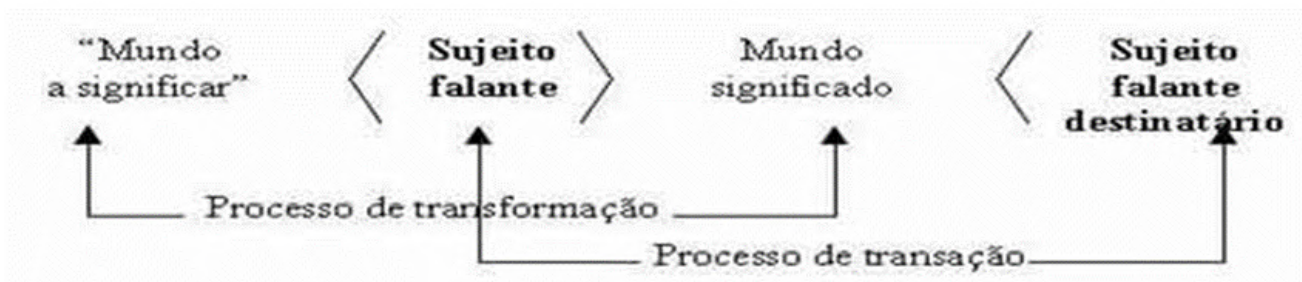 “Mundo
a significar”
Sujeito
falante
Mundo
significado
Sujeito
falante
destinatário
Processo de transformação
Processo de transação